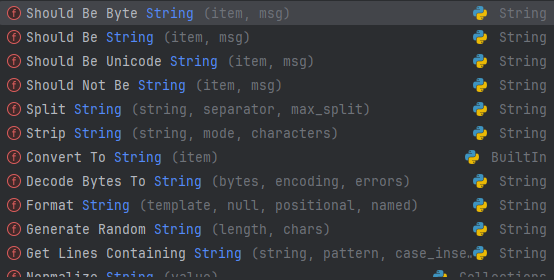 f Should Be Byte String (item, msg) String
f Should Be String (item, msg) String
f Should Be Unicode String (item, msg) String
f Should Not Be String (item, msg) String
f Split String (string, separator, max_split) String
f Strip String (string, mode, characters) String
f Convert To String (item) BuiltIn
f Decode Bytes To String (bytes, encoding, errors) String
f Format String (template, null, positional, named) String
f Generate Random String (length, chars) String
f Get Lines Containing String (string, pattern, case_inse… String
Normalize String (value) Collections